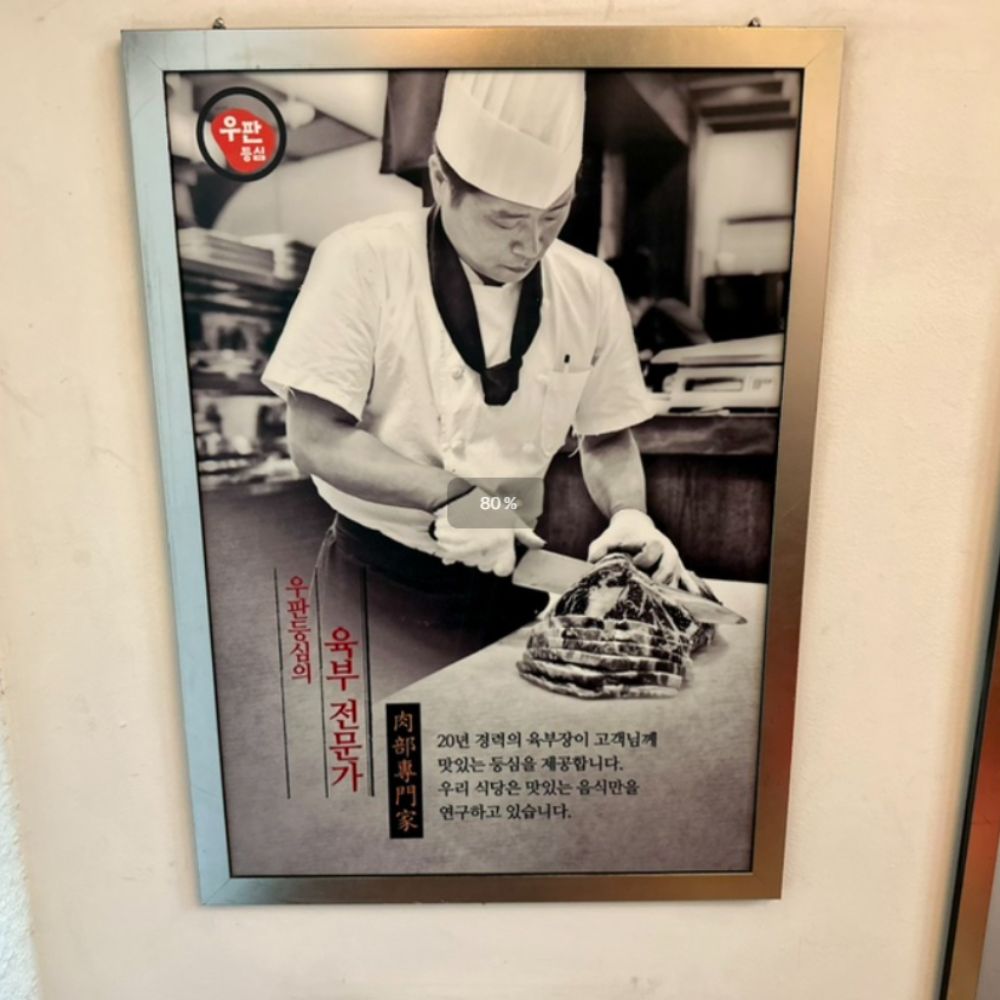 우판
등심
80%
우판등심의
육부 전문가
肉部專門家
20년 경력의 육부장이 고객님께
맛있는 등심을 제공합니다.
우리 식당은 맛있는 음식만을
연구하고 있습니다.